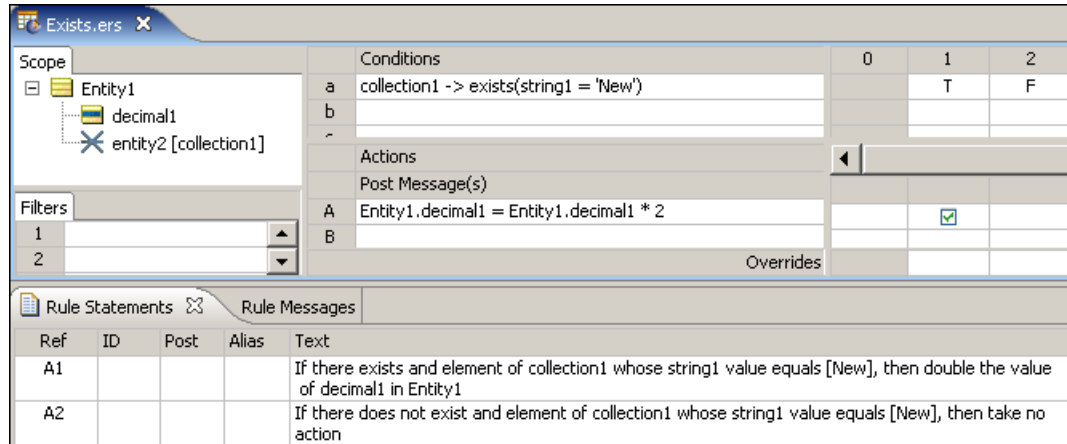 Exists.ers
Scope
Entity1
decimal1
entity2 [collection1]
Conditions 0 1 2
a collection1 -> exists(string1 = 'New') T F
b
c
Actions
Post Message(s)
Filters
1
2
A Entity1.decimal1 = Entity1.decimal1 * 2
B
Overrides
Rule Statements Rule Messages
Ref ID Post Alias Text
A1 If there exists and element of collection1 whose string1 value equals [New], then double the value
of decimal1 in Entity1
A2 If there does not exist and element of collection1 whose string1 value equals [New], then take no
action